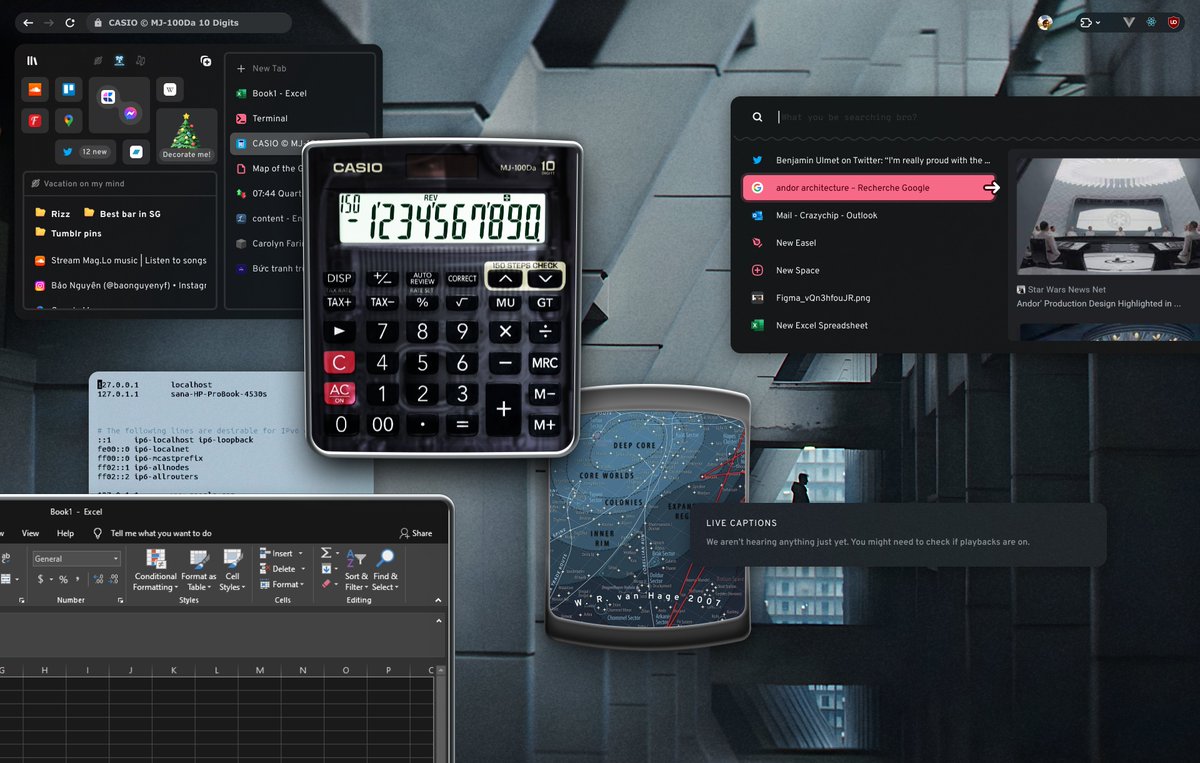 CASIO © MJ-100Da 10 Digits
New Tab
Book1 - Excel
Terminal
CASIO © MJ
Map of the
07:44 Quart
content - En
Carolyn Fari
Bức tranh
12 new
Decorate me!
Vacation on my mind
Rizz
Best bar in SG
Tumblr pins
Stream Mag.Lo music | Listen to songs
Bảo Nguyên (@baonguyenyf) • Instagr
CASIO
MJ-100Da 10
DIGITS
150
REV
-1234567890.
150 STEPS CHECK
DISP
+/-
AUTO REVIEW
CORRECT
TAX RATE
RATE SET
TAX+
TAX−
%
√
MU
GT
7 8 9 × ÷
C 4 5 6 − MRC
AC 1 2 3 + M−
ON
0 00 · = M+
What you be searching bro?
Benjamin Ulmet on Twitter: “I'm really proud with the ...
andor architecture – Recherche Google
Mail - Crazychip - Outlook
New Easel
New Space
Figma_vQn3hfouJR.png
New Excel Spreadsheet
Star Wars News Net
Andor' Production Design Highlighted in ...
127.0.0.1 localhost
127.0.1.1 sana-HP-ProBook-4530s
# The following lines are desirable for IPv
::1 ip6-localhost ip6-loopback
fe00::0 ip6-localnet
ff00::0 ip6-mcastprefix
ff02::1 ip6-allnodes
ff02::2 ip6-allrouters
DEEP CORE
CORE WORLDS
COLONIES
INNER
RIM
W. R. van Hage 2007
Chommel Sector
LIVE CAPTIONS
We aren't hearing anything just yet. You might need to check if playbacks are on.
Book1 - Excel
View
Help
Tell me what you want to do
Share
General
Conditional Formatting
Format as Table
Cell Styles
Insert
Delete
Format
Sort & Filter
Find & Select
Number
Styles
Cells
Editing
G H I J K L M N O P